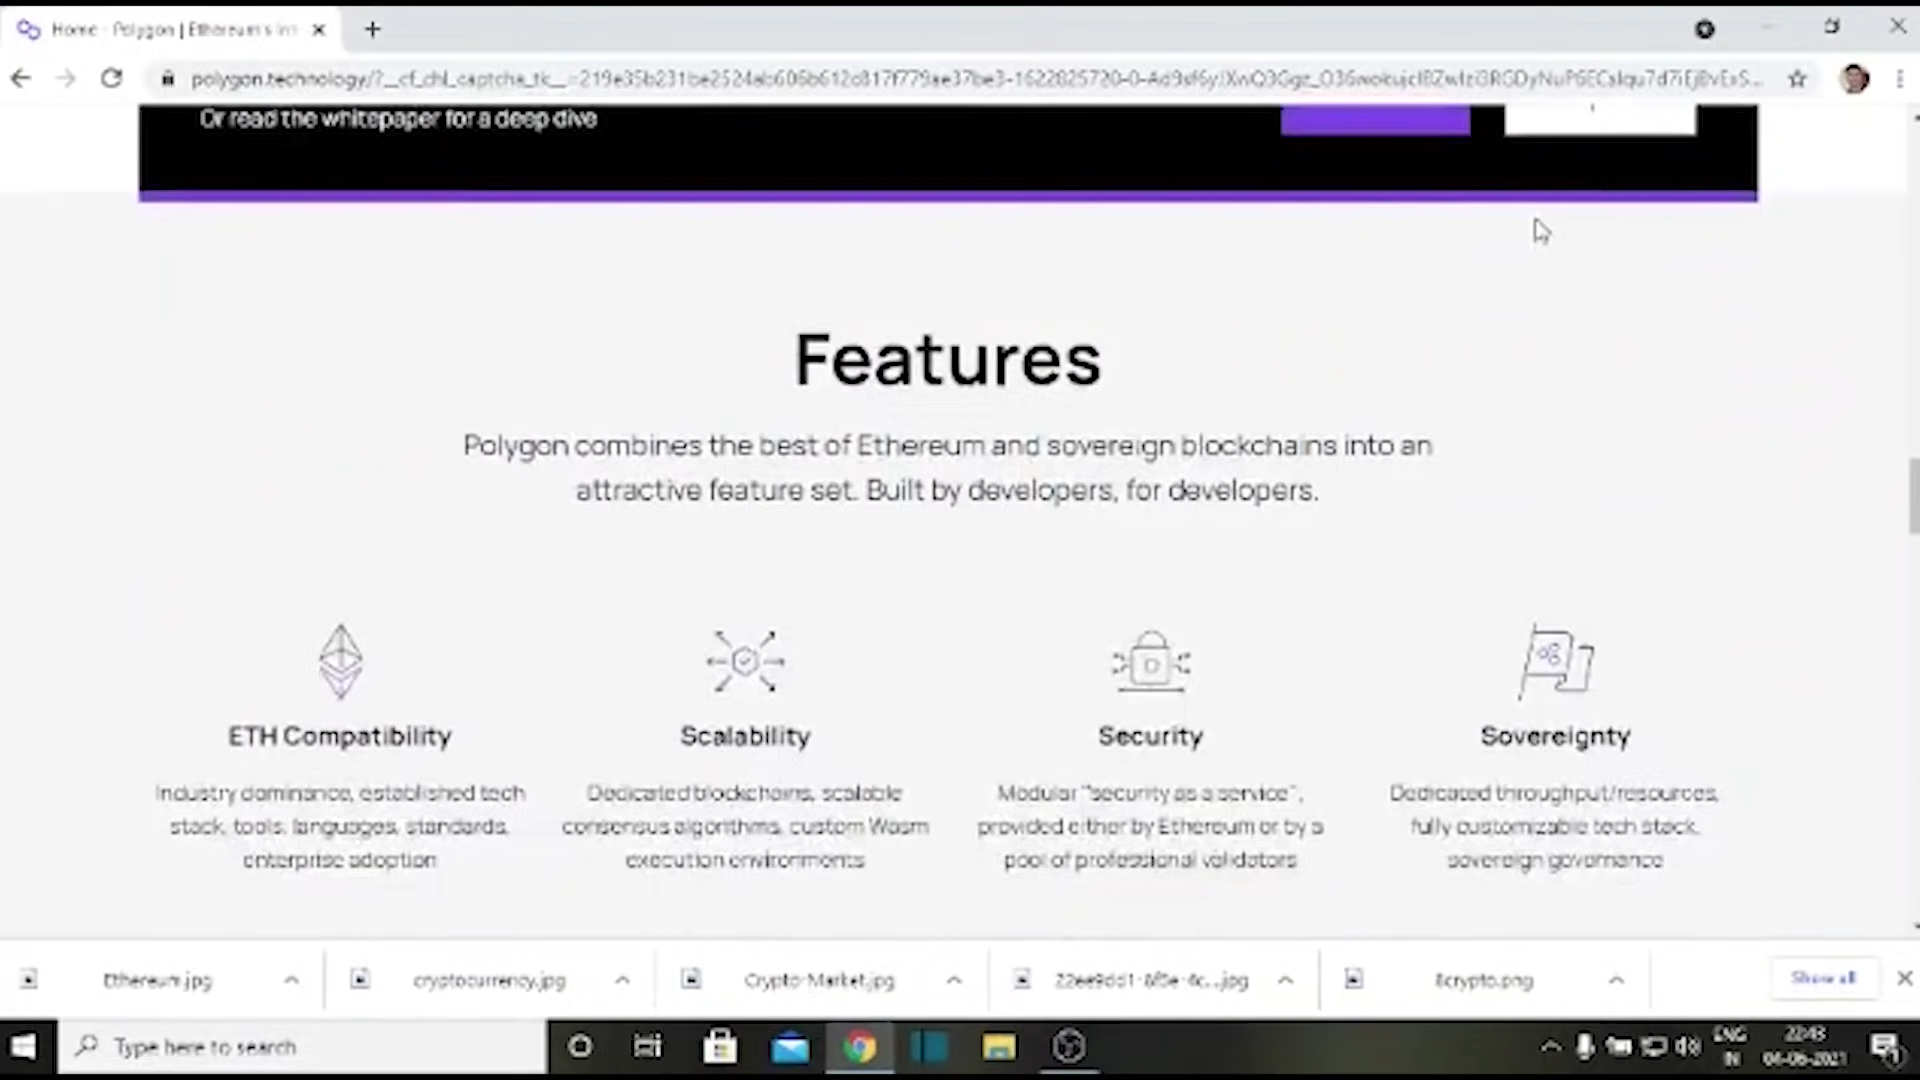 Home - Polygon | Ethereum's Int
polygon.technology/?__cf_chl_captcha_tk__=
Or read the whitepaper for a deep dive
Features
Polygon combines the best of Ethereum and sovereign blockchains into an
attractive feature set. Built by developers, for developers.
ETH Compatibility
Industry dominance, established tech
stack, tools, languages, standards,
enterprise adoption
Scalability
Dedicated blockchains, scalable
consensus algorithms, custom Wasm
execution environments
Security
Modular "security as a service",
provided either by Ethereum or by a
pool of professional validators
Sovereignty
Dedicated throughput/resources,
fully customizable tech stack,
sovereign governance
Ethereum.jpg
cryptocurrency.jpg
Crypto-Market.jpg
.jpg
8crypto.png
Show all
Type here to search
ENG
IN
22:43
04-06-2021